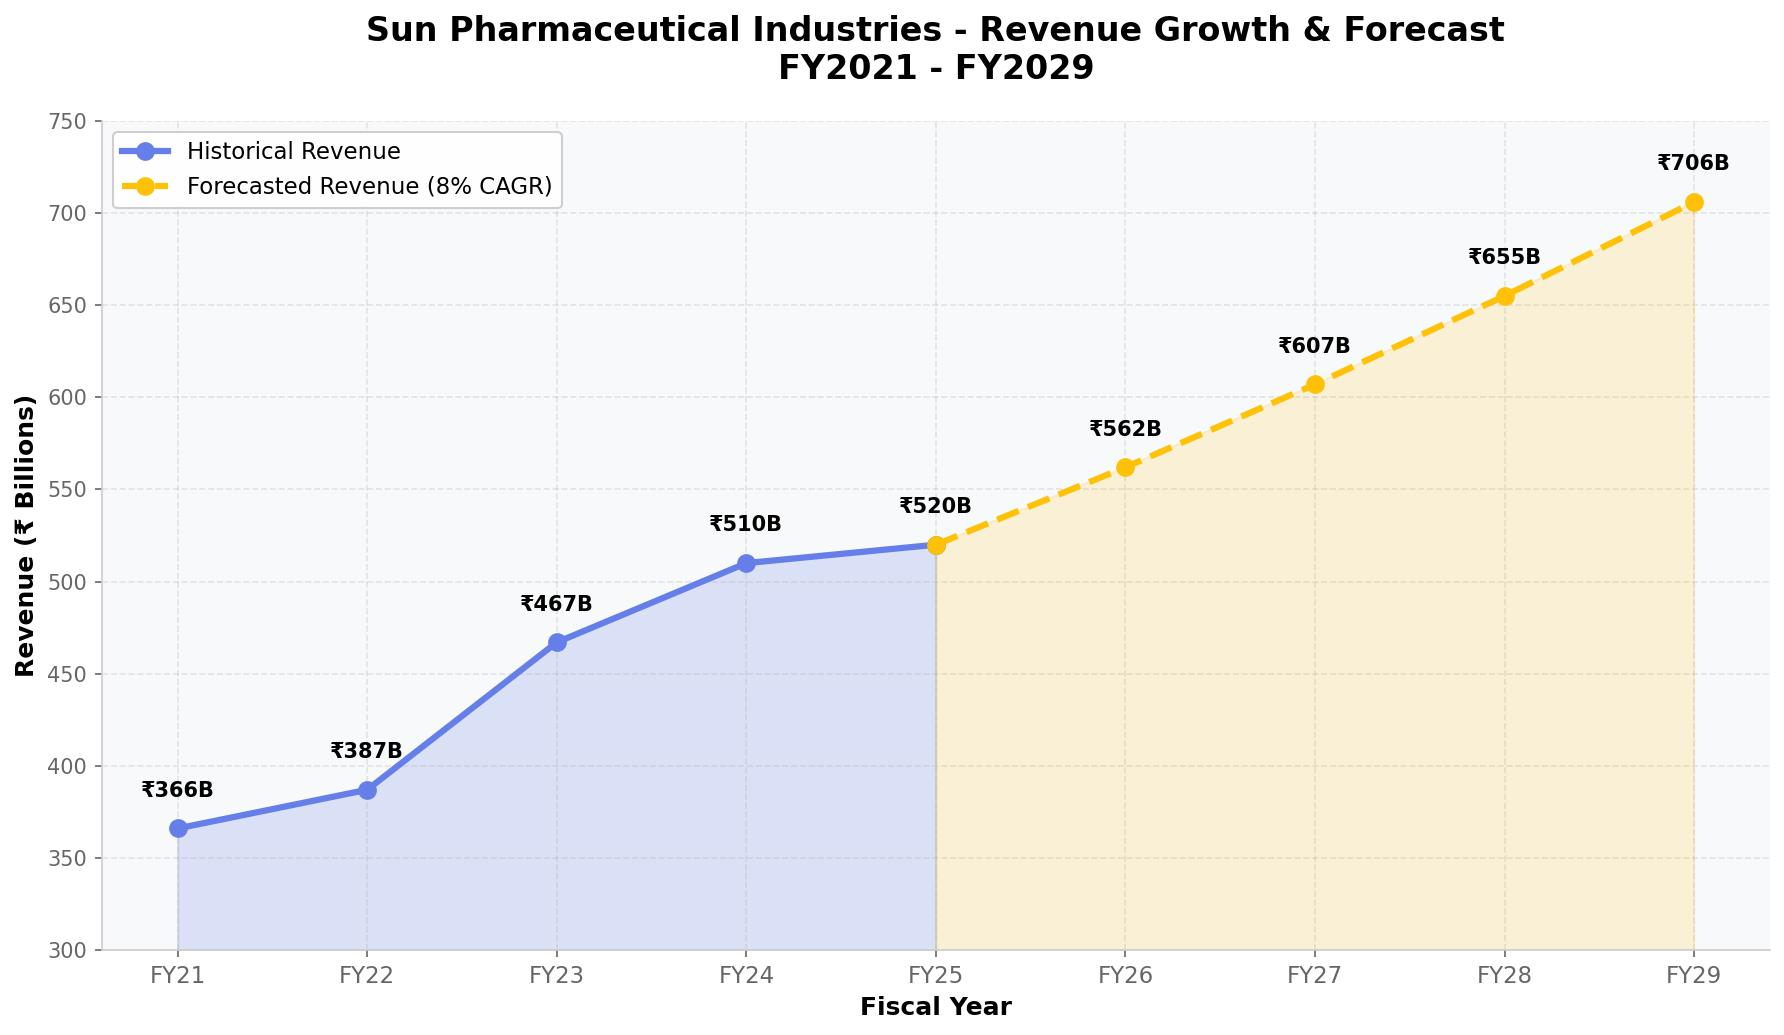 Sun Pharmaceutical Industries - Revenue Growth & Forecast
FY2021 - FY2029
Historical Revenue
Forecasted Revenue (8% CAGR)
Revenue (₹ Billions)
750
700
650
600
550
500
450
400
350
300
₹366B
₹387B
₹467B
₹510B
₹520B
₹562B
₹607B
₹655B
₹706B
FY21 FY22 FY23 FY24 FY25 FY26 FY27 FY28 FY29
Fiscal Year